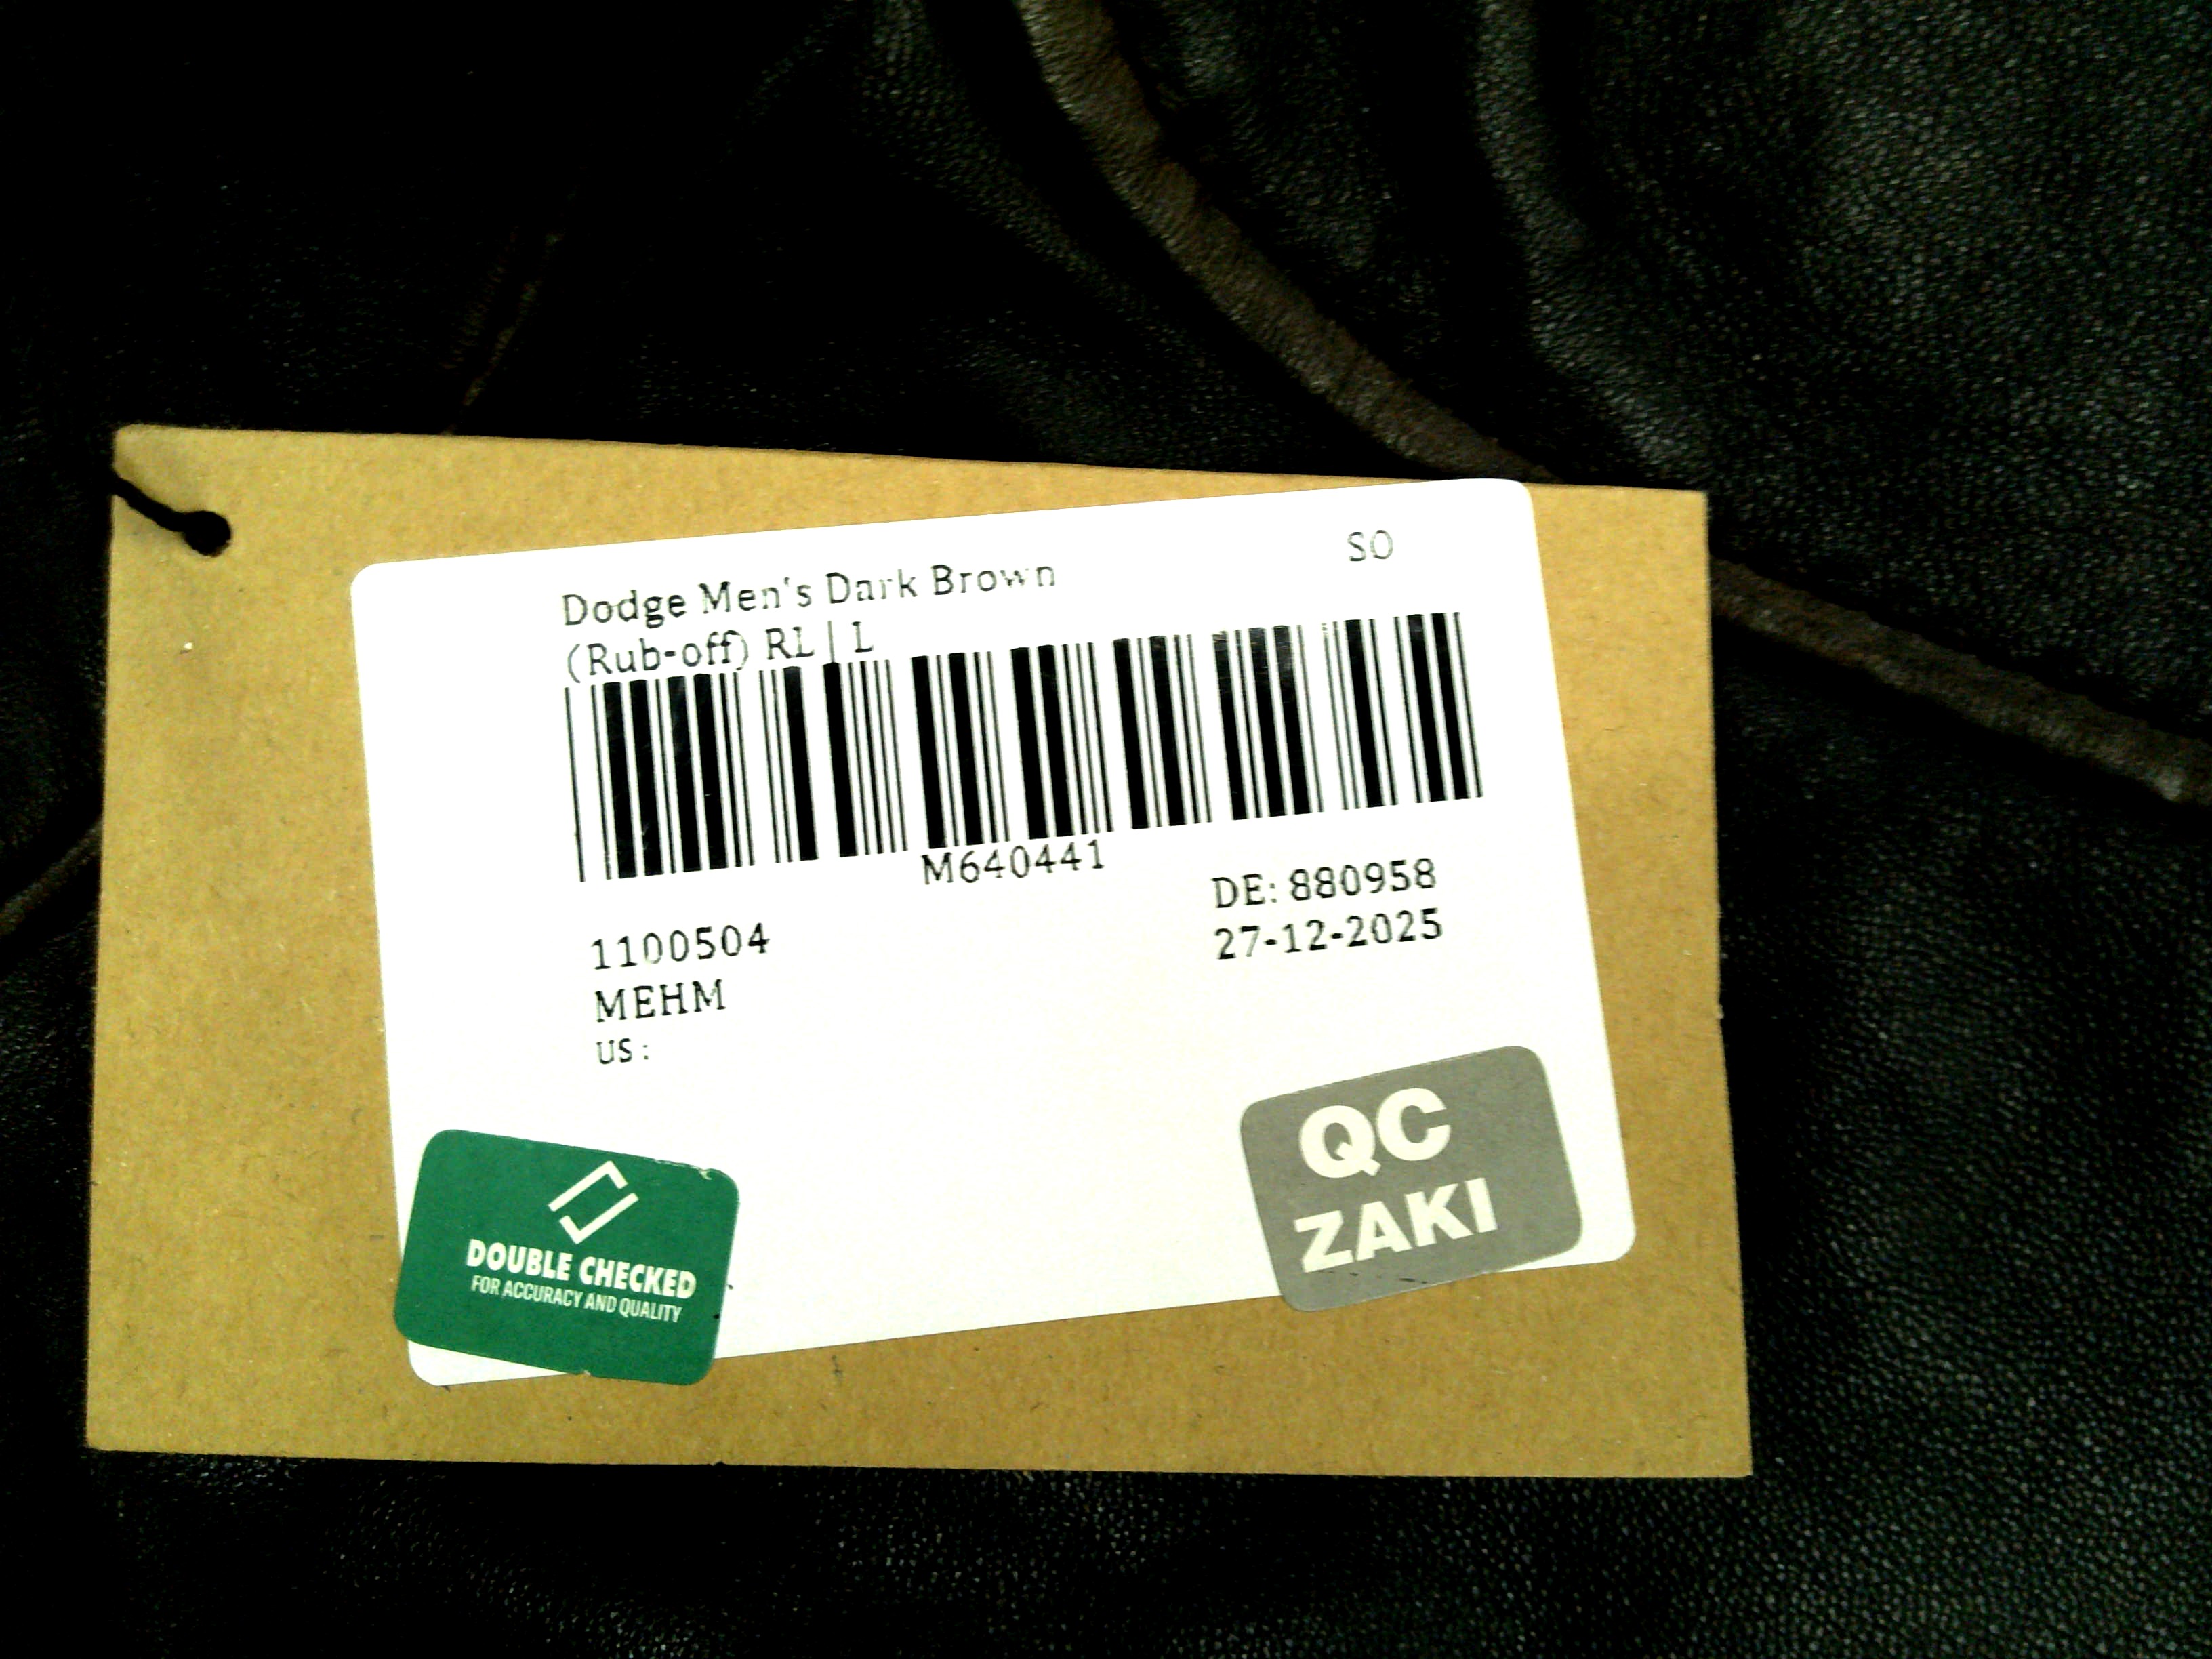 SO
Dodge Men's Dark Brown
(Rub-off) RL | L
M640441
DE: 880958
1100504
27-12-2025
MEHM
US :
QC
ZAKI
DOUBLE CHECKED
FOR ACCURACY AND QUALITY